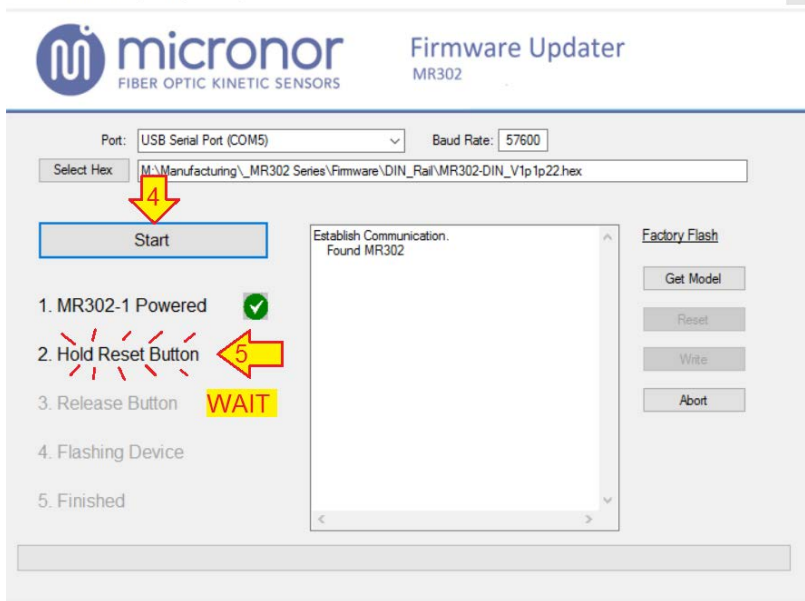 micronor
FIBER OPTIC KINETIC SENSORS
Firmware Updater
MR302
Port: USB Serial Port (COM5) Baud Rate: 57600
Select Hex M:\Manufacturing\_MR302 Series\Firmware\DIN_Rail\MR302-DIN_V1p1p22.hex
4
Start
Establish Communication.
Found MR302
Factory Flash
Get Model
1. MR302-1 Powered
Reset
2. Hold Reset Button 5
Write
3. Release Button WAIT
Abort
4. Flashing Device
5. Finished